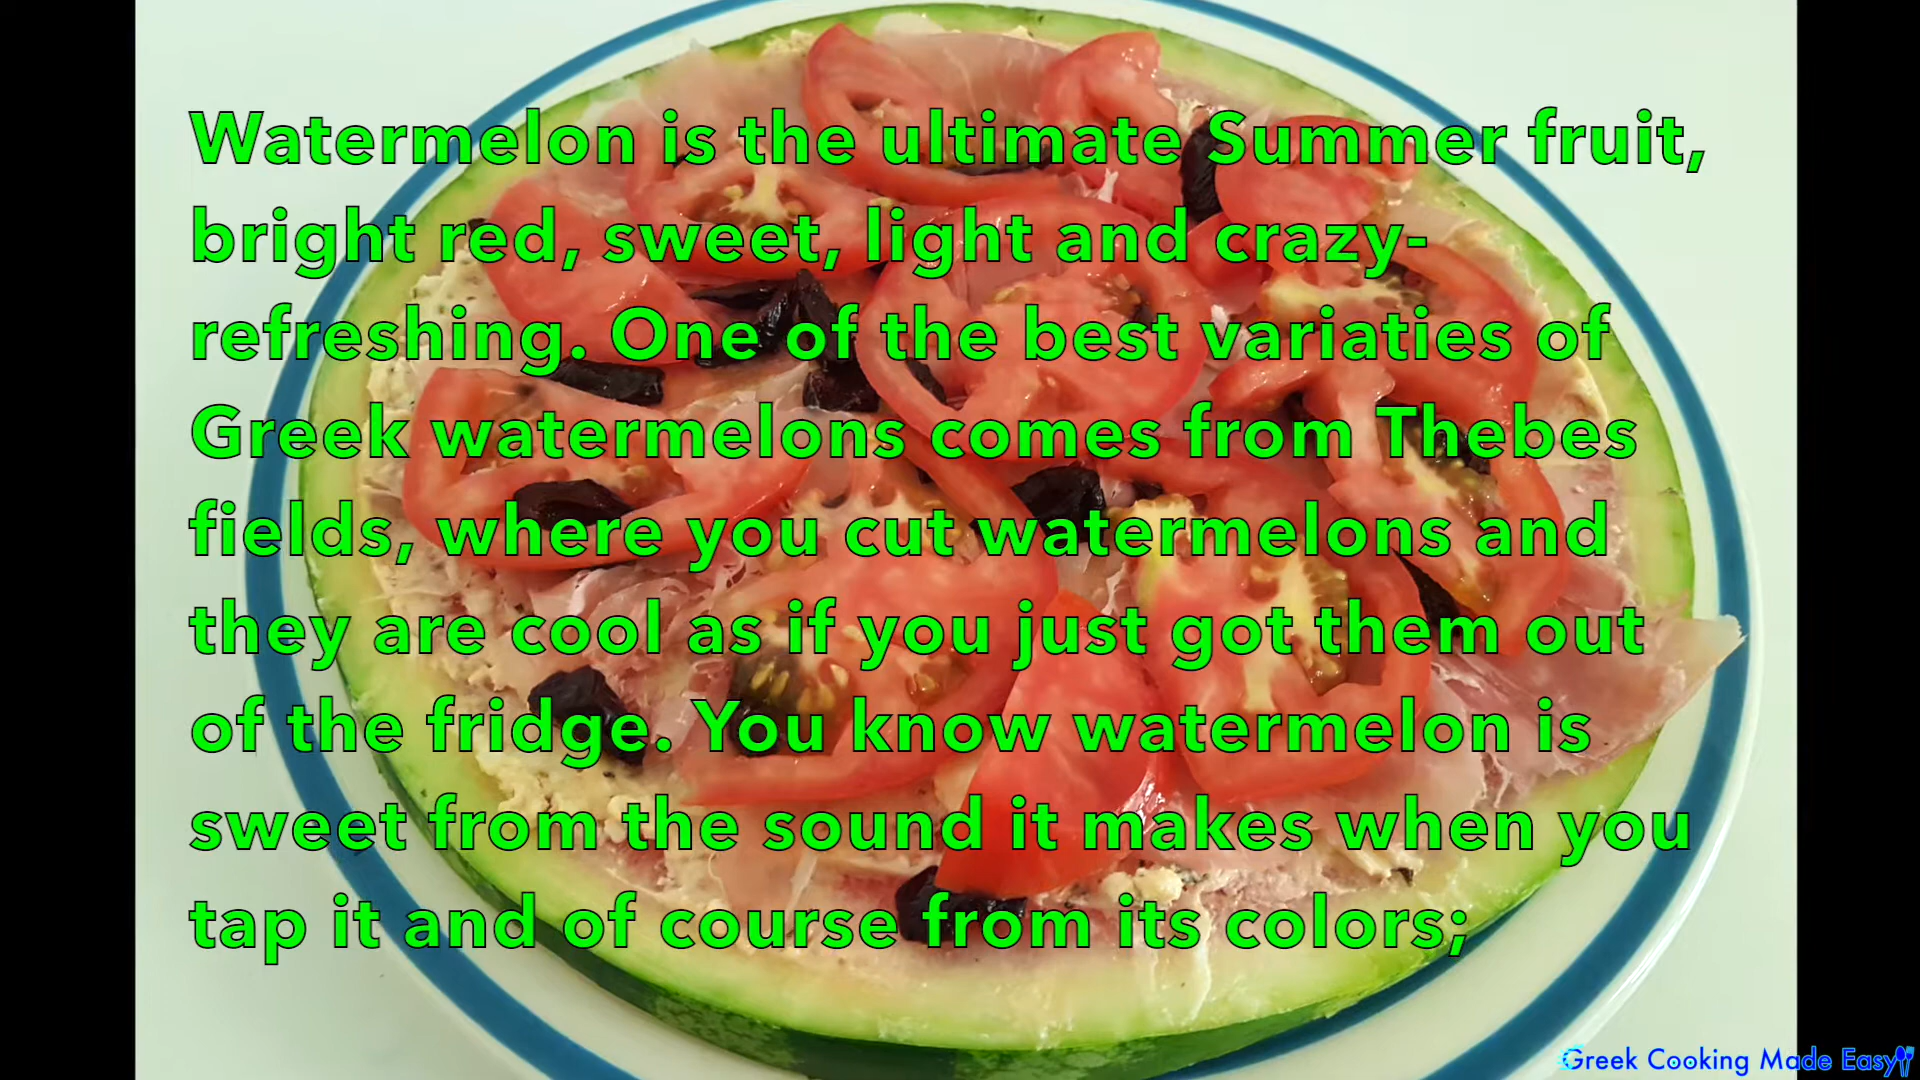 Watermelon is the ultimate Summer fruit,
bright red, sweet, light and crazy-
refreshing. One of the best variaties of
Greek watermelons comes from Thebes
fields, where you cut watermelons and
they are cool as if you just got them out
of the fridge. You know watermelon is
sweet from the sound it makes when you
tap it and of course from its colors;
Greek Cooking Made Easy